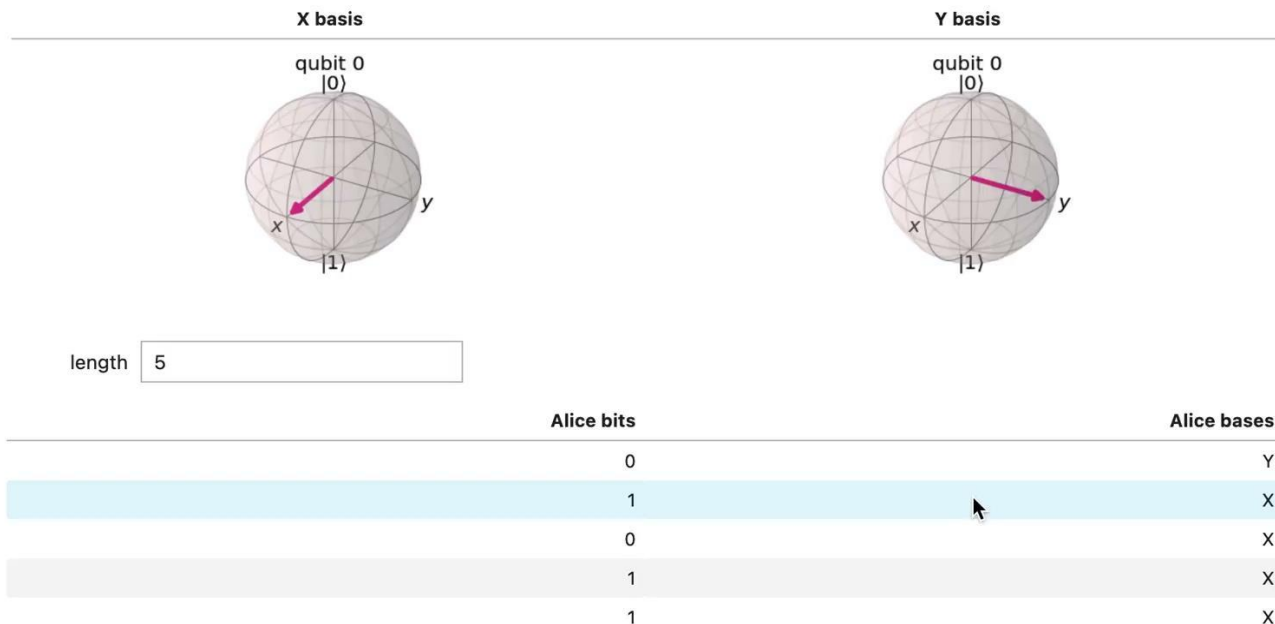 X basis Y basis
qubit 0 qubit 0
|0⟩ |0⟩
y y
x x
|1⟩ |1⟩
length 5
Alice bits Alice bases
0 Y
1 X
0 X
1 X
1 X